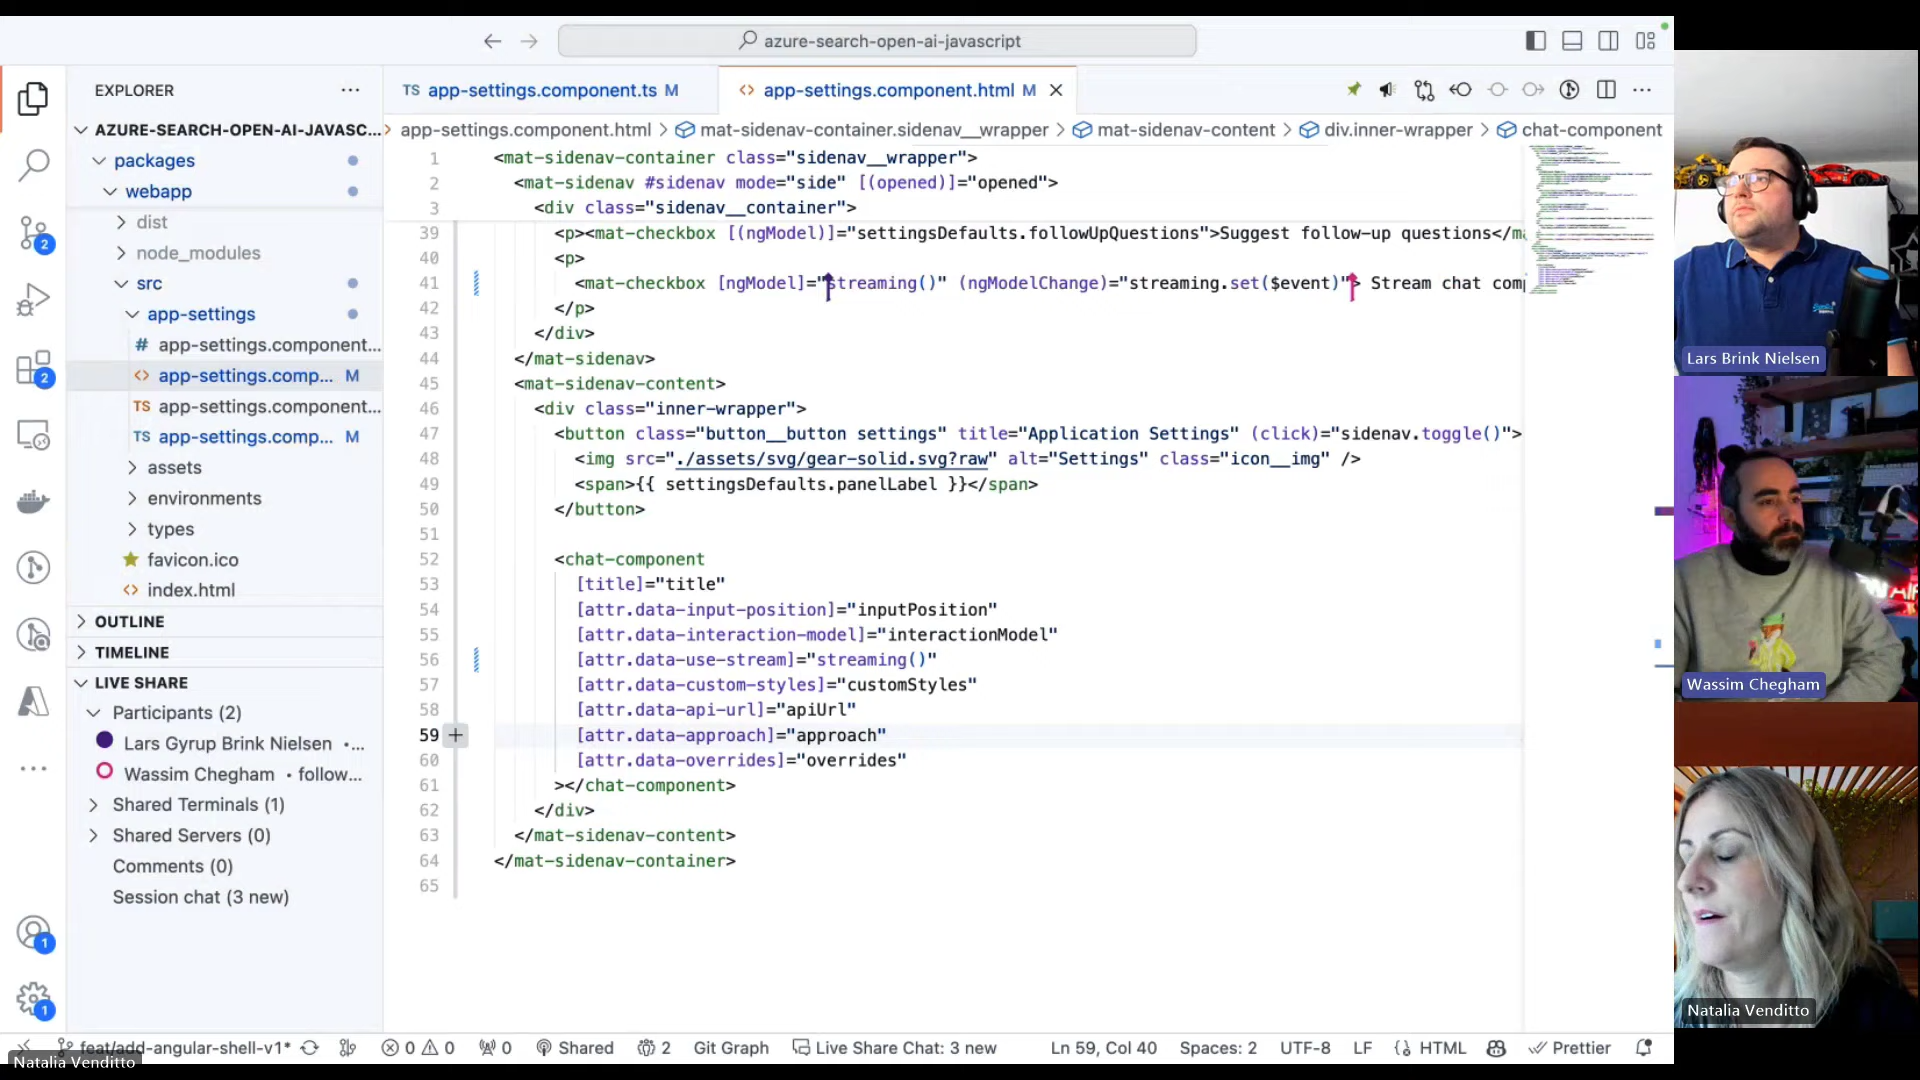 azure-search-open-ai-javascript
EXPLORER
AZURE-SEARCH-OPEN-AI-JAVASC...
packages
webapp
dist
node_modules
src
app-settings
# app-settings.component...
<> app-settings.comp... M
TS app-settings.component...
TS app-settings.comp... M
assets
environments
types
favicon.ico
<> index.html
OUTLINE
TIMELINE
LIVE SHARE
Participants (2)
Lars Gyrup Brink Nielsen •...
Wassim Chegham • follow...
Shared Terminals (1)
Shared Servers (0)
Comments (0)
Session chat (3 new)
2
2
1
1
TS app-settings.component.ts M
<> app-settings.component.html M
app-settings.component.html > mat-sidenav-container.sidenav__wrapper > mat-sidenav-content > div.inner-wrapper > chat-component
1 <mat-sidenav-container class="sidenav__wrapper">
2 <mat-sidenav #sidenav mode="side" [(opened)]="opened">
3 <div class="sidenav__container">
39 <p><mat-checkbox [(ngModel)]="settingsDefaults.followUpQuestions">Suggest follow-up questions</ma
40 <p>
41 <mat-checkbox [ngModel]="streaming()" (ngModelChange)="streaming.set($event)"> Stream chat com
42 </p>
43 </div>
44 </mat-sidenav>
45 <mat-sidenav-content>
46 <div class="inner-wrapper">
47 <button class="button__button settings" title="Application Settings" (click)="sidenav.toggle()">
48 <img src="./assets/svg/gear-solid.svg?raw" alt="Settings" class="icon__img" />
49 <span>{{ settingsDefaults.panelLabel }}</span>
50 </button>
51
52 <chat-component
53 [title]="title"
54 [attr.data-input-position]="inputPosition"
55 [attr.data-interaction-model]="interactionModel"
56 [attr.data-use-stream]="streaming()"
57 [attr.data-custom-styles]="customStyles"
58 [attr.data-api-url]="apiUrl"
59 [attr.data-approach]="approach"
60 [attr.data-overrides]="overrides"
61 ></chat-component>
62 </div>
63 </mat-sidenav-content>
64 </mat-sidenav-container>
65
feat/add-angular-shell-v1* 0 0 0 Shared 2 Git Graph Live Share Chat: 3 new Ln 59, Col 40 Spaces: 2 UTF-8 LF HTML Prettier
Natalia Venditto
Lars Brink Nielsen
Wassim Chegham
Natalia Venditto